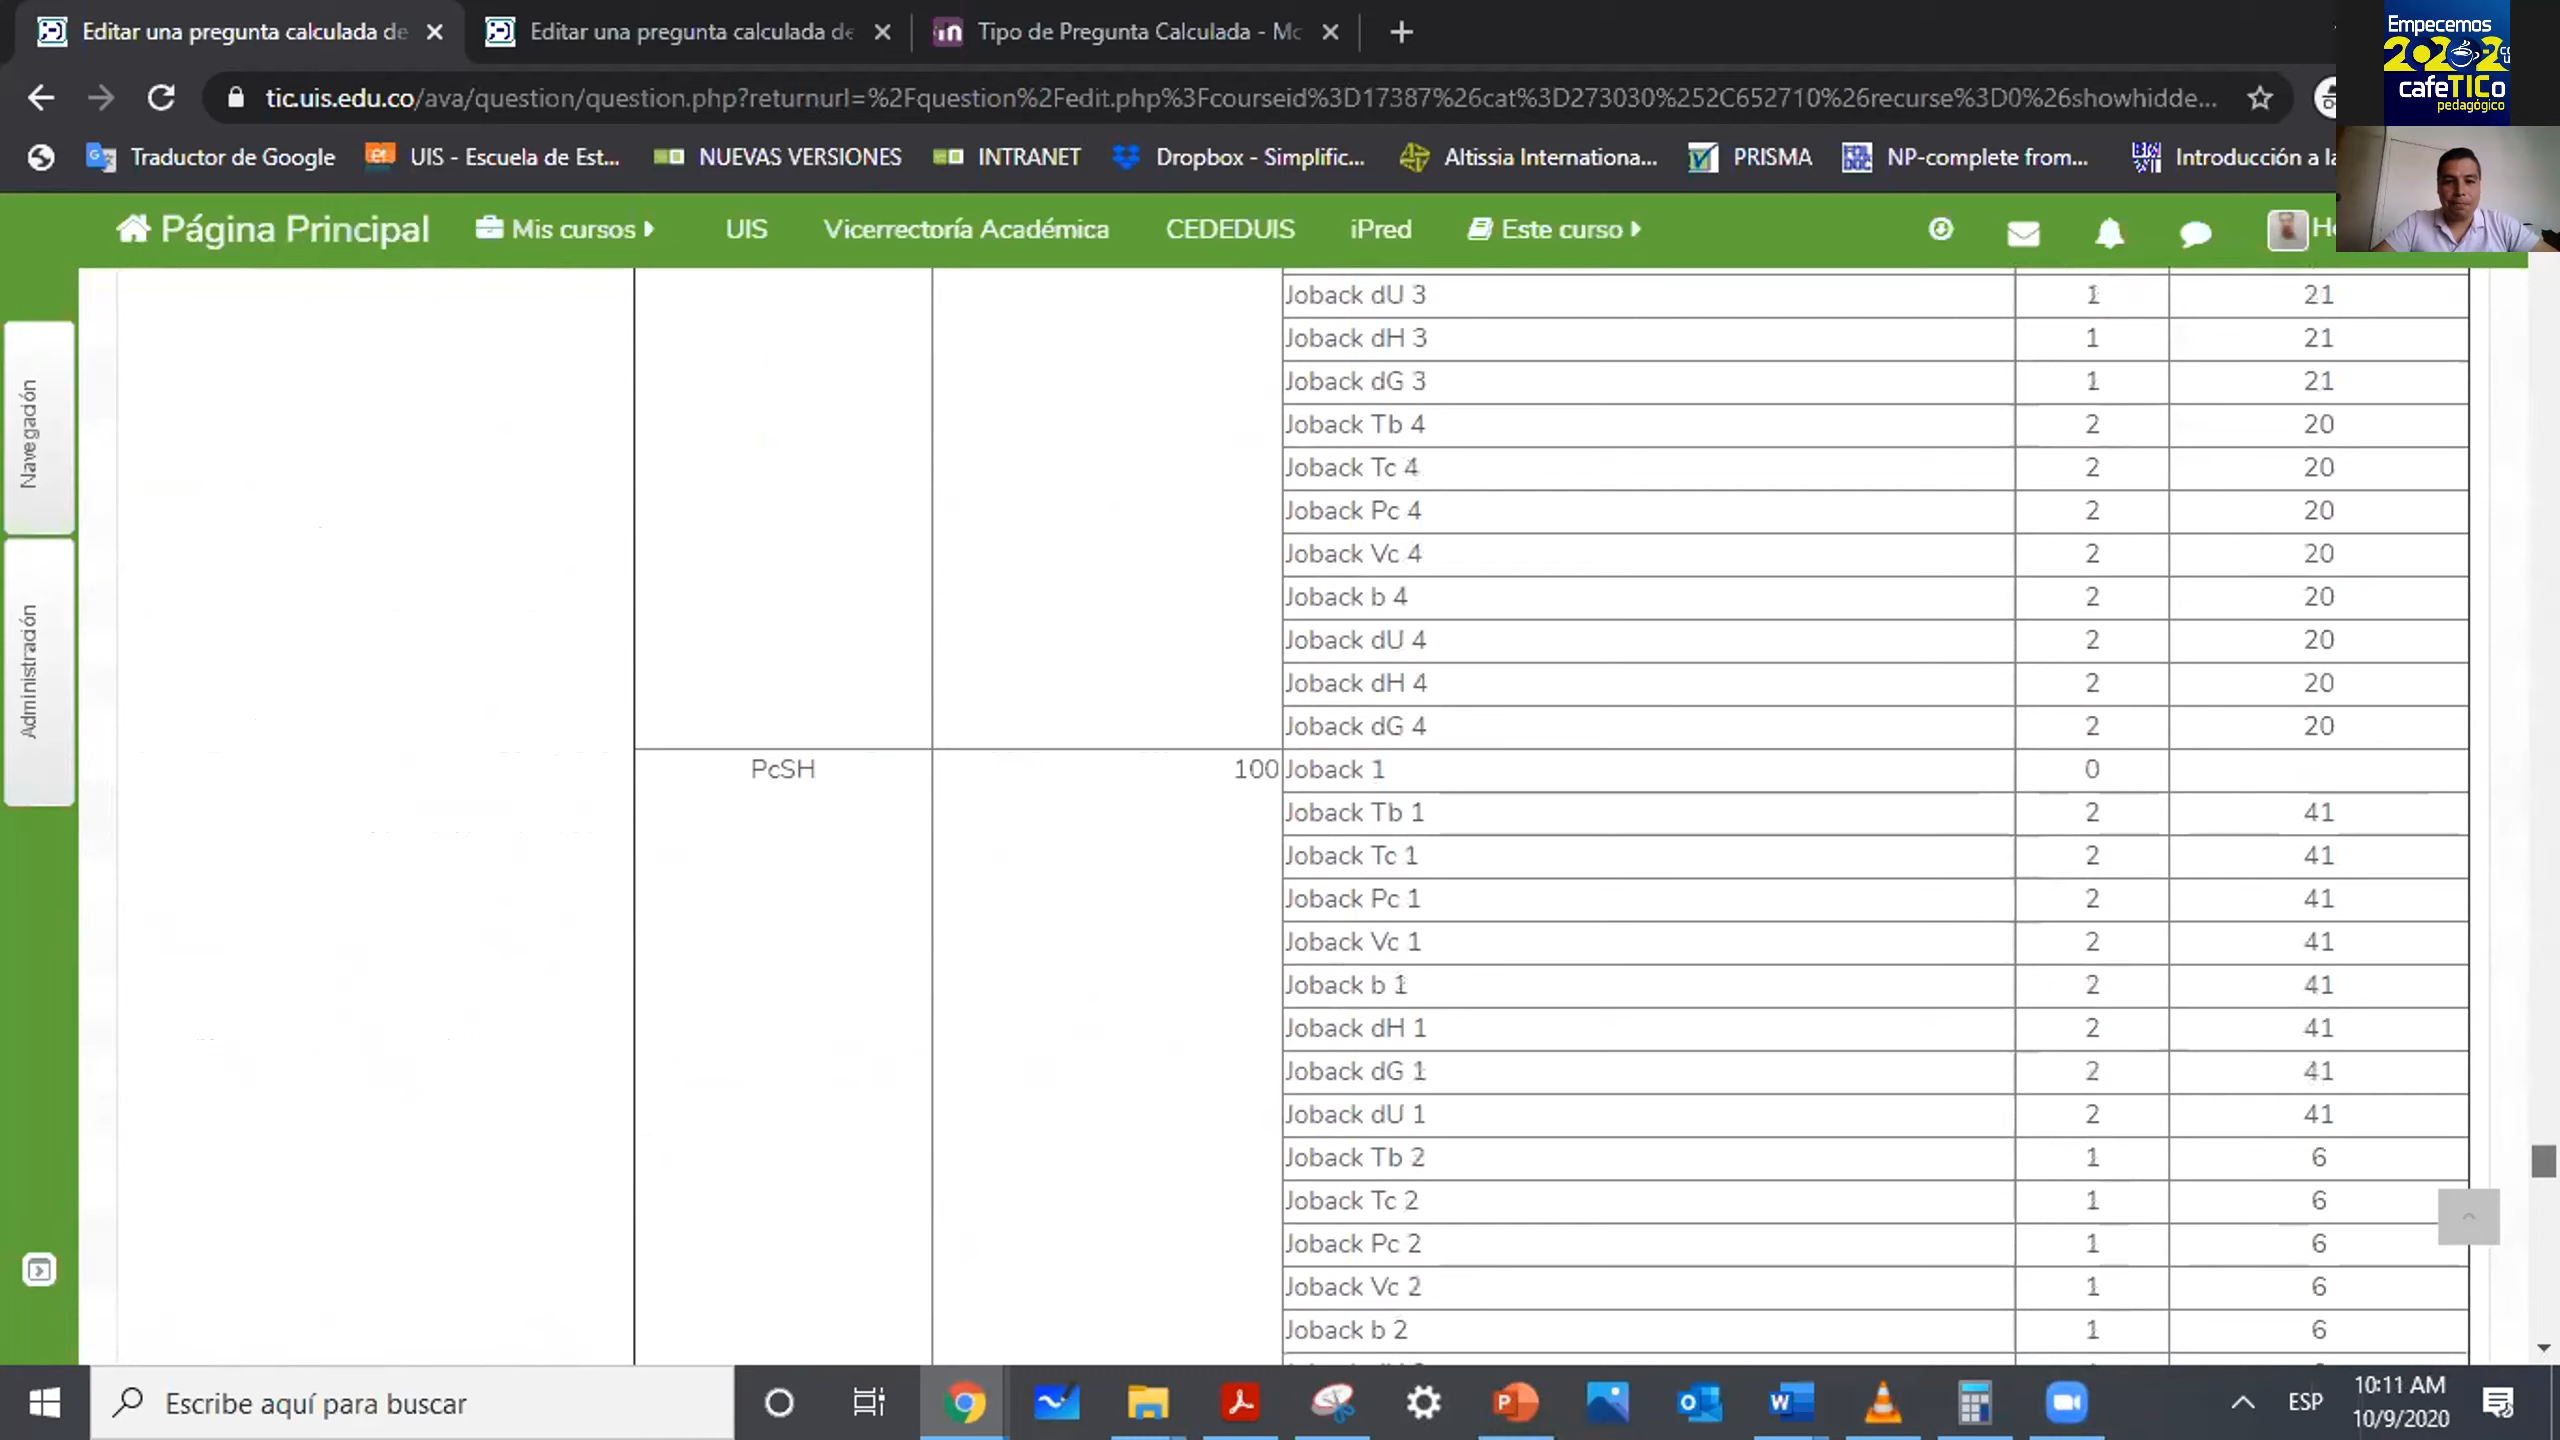 Editar una pregunta calculada de
Editar una pregunta calculada de
Tipo de Pregunta Calculada - Mo
tic.uis.edu.co/ava/question/question.php?returnurl=%2Fquestion%2Fedit.php%3Fcourseid%3D17387%26cat%3D273030%252C652710%26recurse%3D0%26showhidde...
Empecemos
cafeTICo
pedagógico
Traductor de Google
UIS - Escuela de Est...
NUEVAS VERSIONES
INTRANET
Dropbox - Simplific...
Altissia Internationa...
PRISMA
NP-complete from...
Introducción a la
Página Principal
Mis cursos
UIS
Vicerrectoría Académica
CEDEDUIS
iPred
Este curso
Navegación
Administración
Joback dU 3 1 21
Joback dH 3 1 21
Joback dG 3 1 21
Joback Tb 4 2 20
Joback Tc 4 2 20
Joback Pc 4 2 20
Joback Vc 4 2 20
Joback b 4 2 20
Joback dU 4 2 20
Joback dH 4 2 20
Joback dG 4 2 20
PcSH 100 Joback 1 0
Joback Tb 1 2 41
Joback Tc 1 2 41
Joback Pc 1 2 41
Joback Vc 1 2 41
Joback b 1 2 41
Joback dH 1 2 41
Joback dG 1 2 41
Joback dU 1 2 41
Joback Tb 2 1 6
Joback Tc 2 1 6
Joback Pc 2 1 6
Joback Vc 2 1 6
Joback b 2 1 6
Escribe aquí para buscar
ESP
10:11 AM
10/9/2020